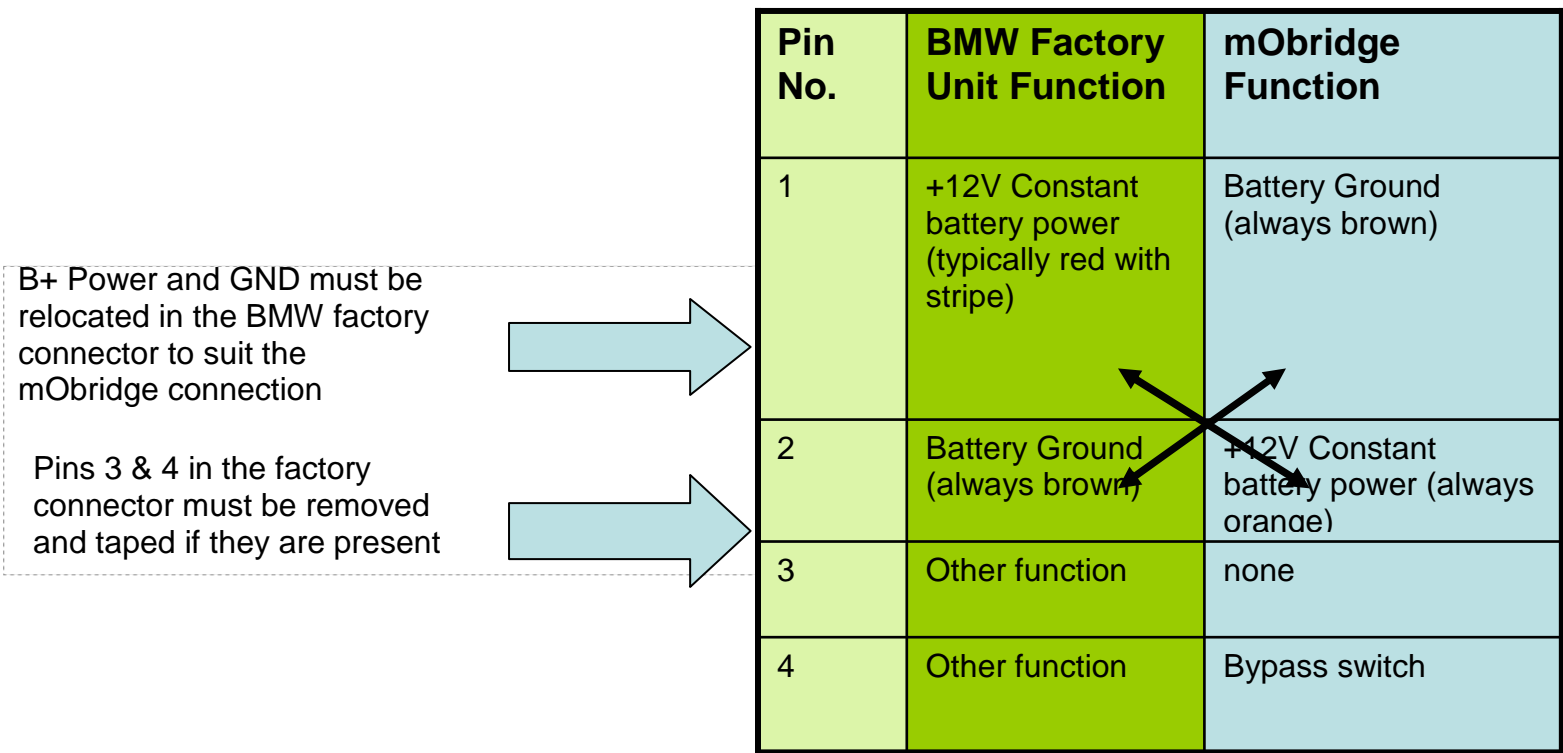 Pin No.
BMW Factory Unit Function
mObridge Function
1
+12V Constant battery power (typically red with stripe)
Battery Ground (always brown)
B+ Power and GND must be
relocated in the BMW factory
connector to suit the
mObridge connection
2
Battery Ground (always brown)
+12V Constant battery power (always orange)
Pins 3 & 4 in the factory
connector must be removed
and taped if they are present
3
Other function
none
4
Other function
Bypass switch